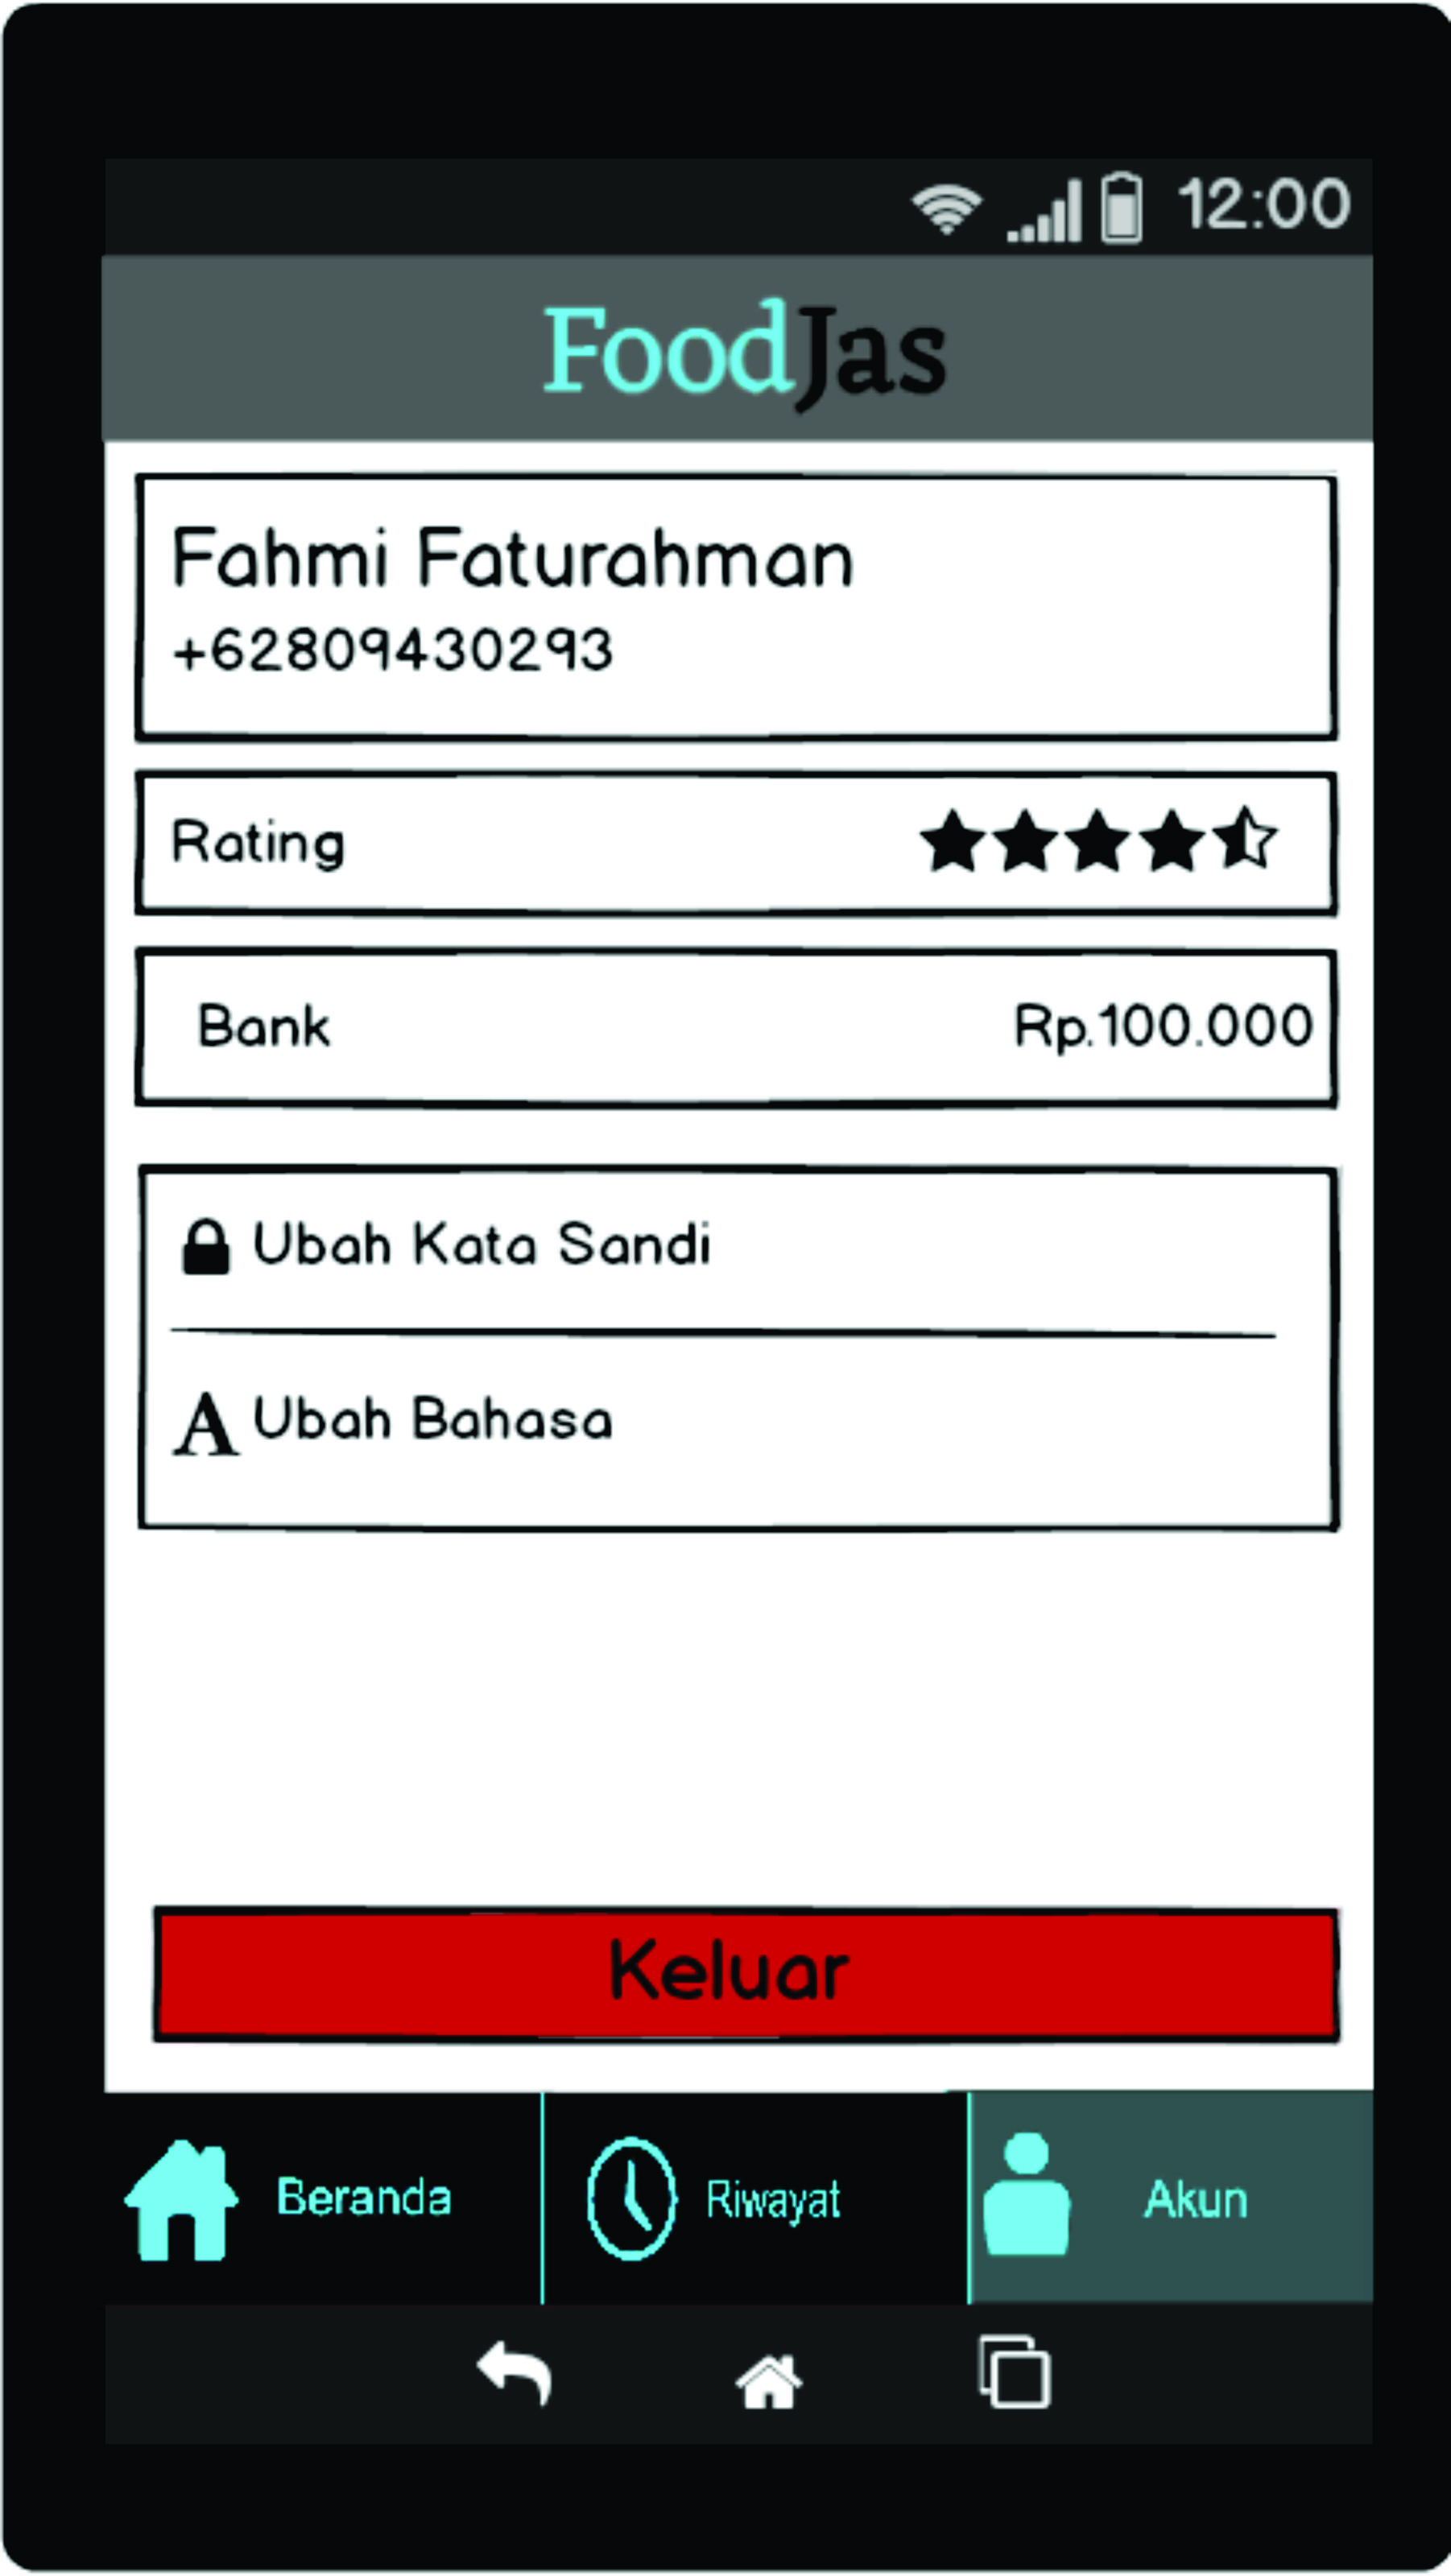 12:00
FoodJas
Fahmi Faturahman
+62809430293
Rating
Bank Rp.100.000
Ubah Kata Sandi
A Ubah Bahasa
Keluar
Beranda Riwayat Akun